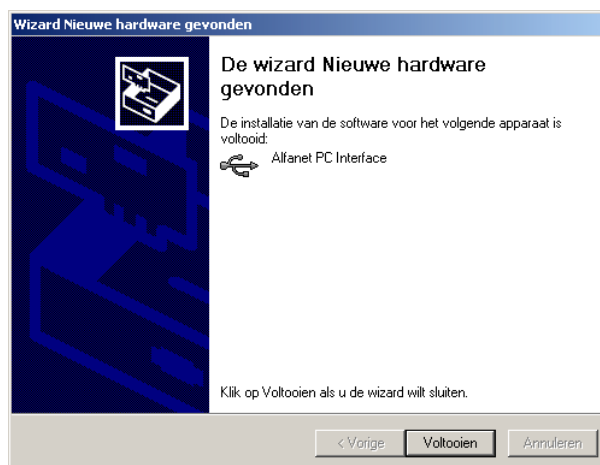 Wizard Nieuwe hardware gevonden
De wizard Nieuwe hardware
gevonden
De installatie van de software voor het volgende apparaat is
voltooid:
Alfanet PC Interface
Klik op Voltooien als u de wizard wilt sluiten.
< Vorige
Voltooien
Annuleren